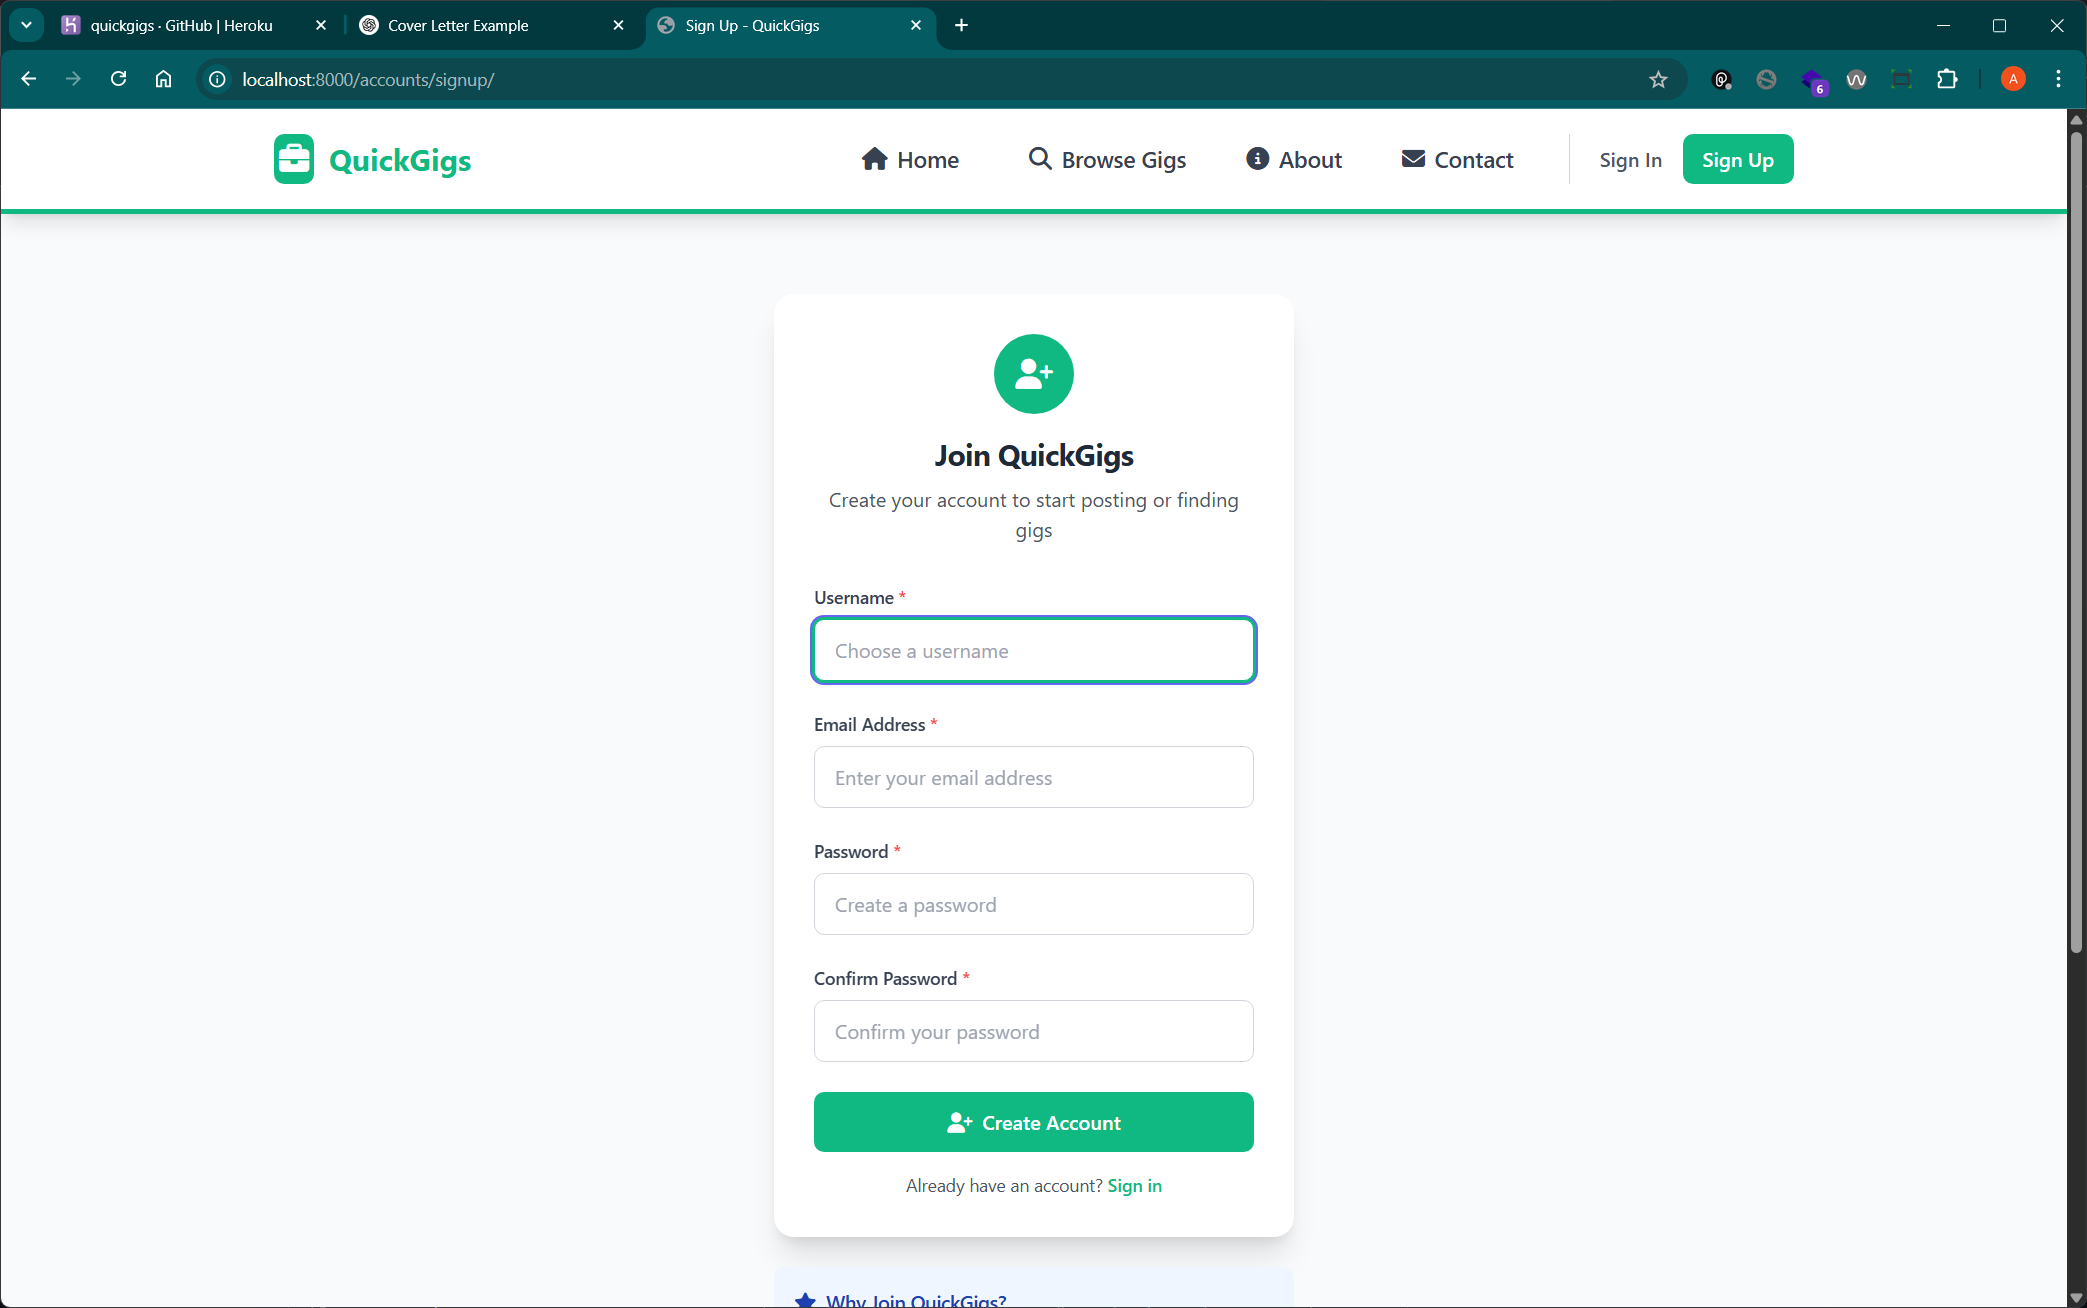 quickgigs · GitHub | Heroku
Cover Letter Example
Sign Up - QuickGigs
localhost:8000/accounts/signup/
6
A
QuickGigs
Home
Browse Gigs
About
Contact
Sign In
Sign Up
Join QuickGigs
Create your account to start posting or finding
gigs
Username *
Choose a username
Email Address *
Enter your email address
Password *
Create a password
Confirm Password *
Confirm your password
Create Account
Already have an account? Sign in
Why Join QuickGigs?